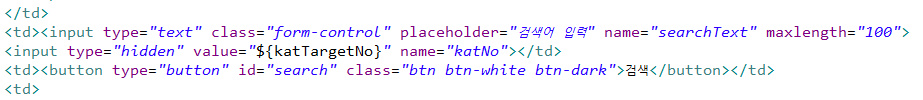 </td>
<td><input type="text" class="form-control" placeholder="검색어 입력" name="searchText" maxlength="100">
<input type="hidden" value="${katTargetNo}" name="katNo"></td>
<td><button type="button" id="search" class="btn btn-white btn-dark">검색</button></td>
<td>